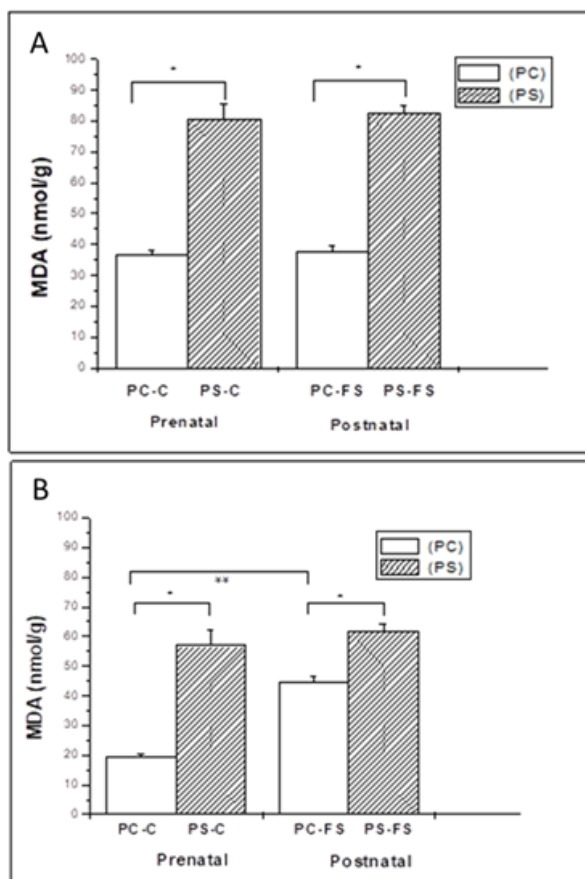 A
(PC)
(PS)
* *
MDA (nmol/g)
100
90
80
70
60
50
40
30
20
10
0
PC-C PS-C PC-FS PS-FS
Prenatal Postnatal
B
(PC)
(PS)
**
* *
MDA (nmol/g)
100
90
80
70
60
50
40
30
20
10
0
PC-C PS-C PC-FS PS-FS
Prenatal Postnatal